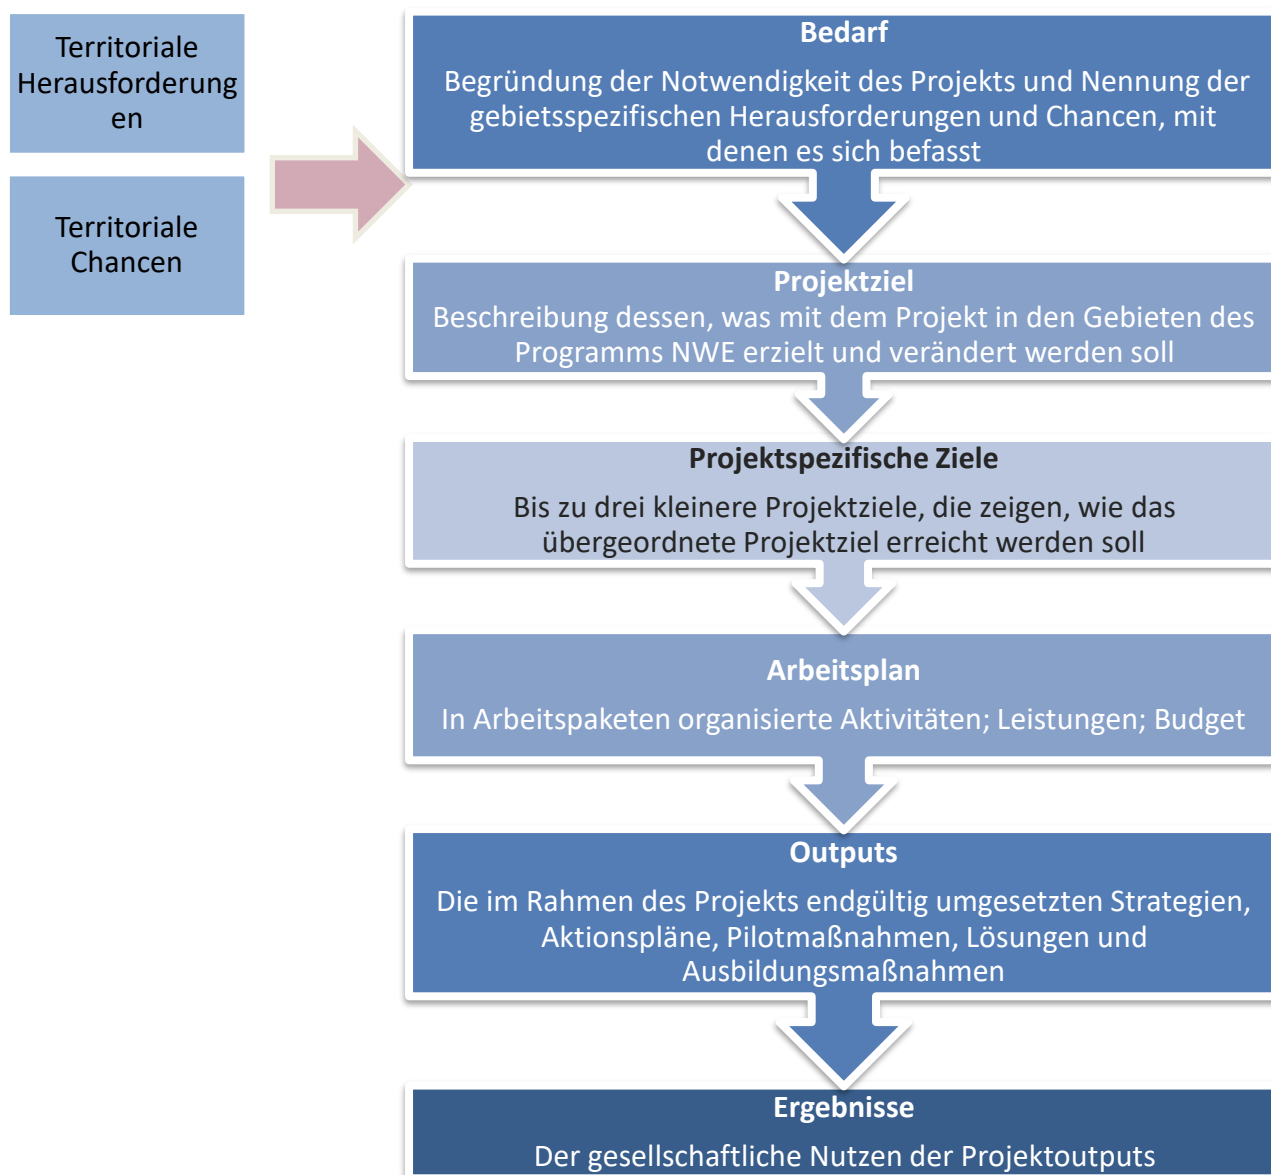 Territoriale
Herausforderung
en
Territoriale
Chancen
Bedarf
Begründung der Notwendigkeit des Projekts und Nennung der
gebietsspezifischen Herausforderungen und Chancen, mit
denen es sich befasst
Projektziel
Beschreibung dessen, was mit dem Projekt in den Gebieten des
Programms NWE erzielt und verändert werden soll
Projektspezifische Ziele
Bis zu drei kleinere Projektziele, die zeigen, wie das
übergeordnete Projektziel erreicht werden soll
Arbeitsplan
In Arbeitspaketen organisierte Aktivitäten; Leistungen; Budget
Outputs
Die im Rahmen des Projekts endgültig umgesetzten Strategien,
Aktionspläne, Pilotmaßnahmen, Lösungen und
Ausbildungsmaßnahmen
Ergebnisse
Der gesellschaftliche Nutzen der Projektoutputs